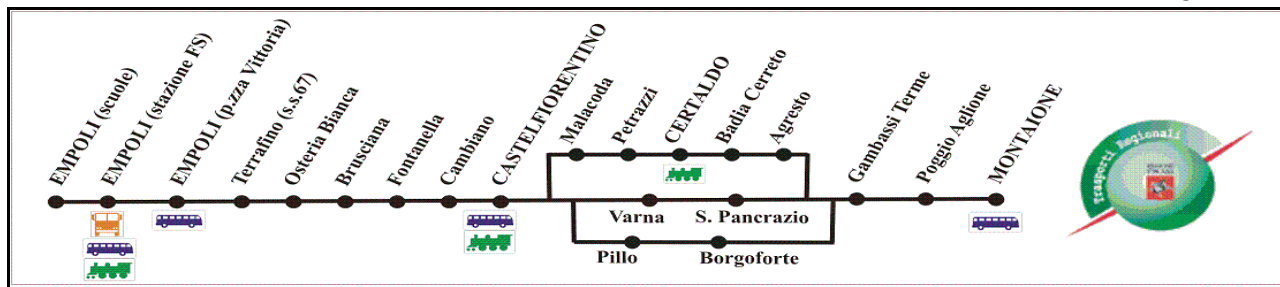 EMPOLI (scuole)
EMPOLI (stazione FS)
EMPOLI (p.zza Vittoria)
Terrafino (s.s.67)
Osteria Bianca
Brusciana
Fontanella
Cambiano
CASTELFIORENTINO
Malacoda
Petrazzi
CERTALDO
Badia Cerreto
Agresto
Varna
S. Pancrazio
Pillo
Borgoforte
Gambassi Terme
Poggio Aglione
MONTAIONE
Trasporti Regionali